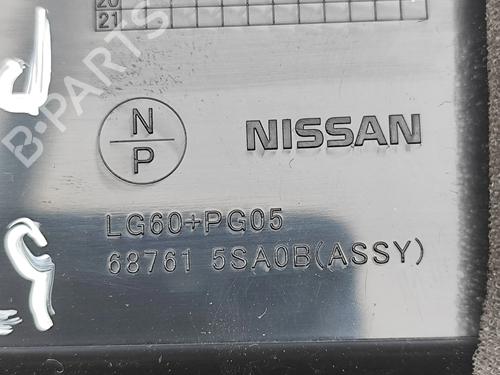 20
21
N
P
NISSAN
LG60+PG05
68761 5SA0B(ASSY)
B-PARTS